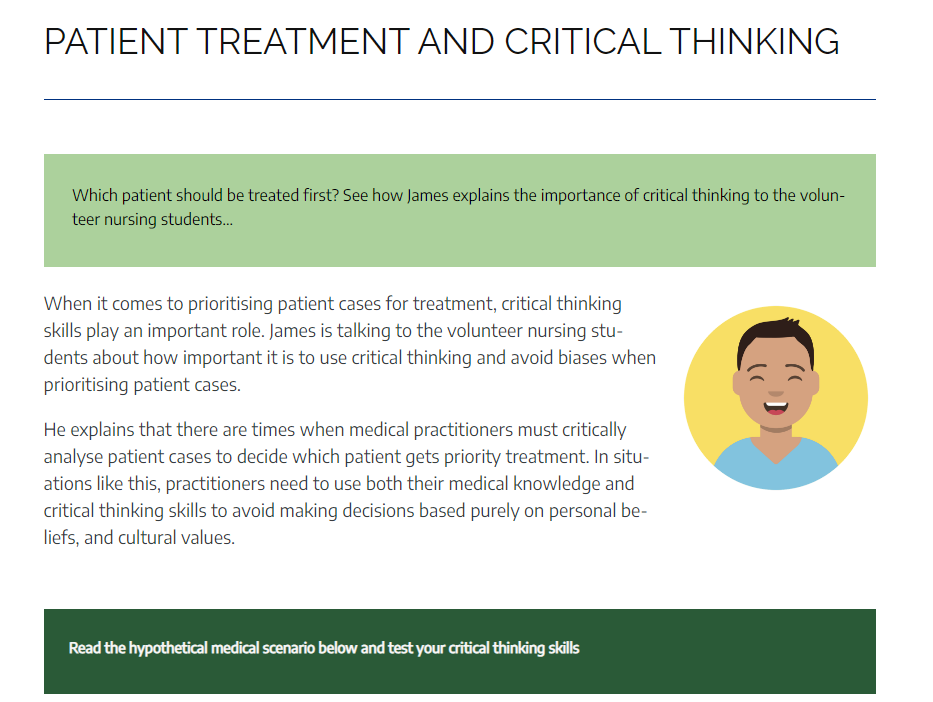 PATIENT TREATMENT AND CRITICAL THINKING
Which patient should be treated first? See how James explains the importance of critical thinking to the volun-
teer nursing students...
When it comes to prioritising patient cases for treatment, critical thinking
skills play an important role. James is talking to the volunteer nursing stu-
dents about how important it is to use critical thinking and avoid biases when
prioritising patient cases.
He explains that there are times when medical practitioners must critically
analyse patient cases to decide which patient gets priority treatment. In situ-
ations like this, practitioners need to use both their medical knowledge and
critical thinking skills to avoid making decisions based purely on personal be-
liefs, and cultural values.
Read the hypothetical medical scenario below and test your critical thinking skills